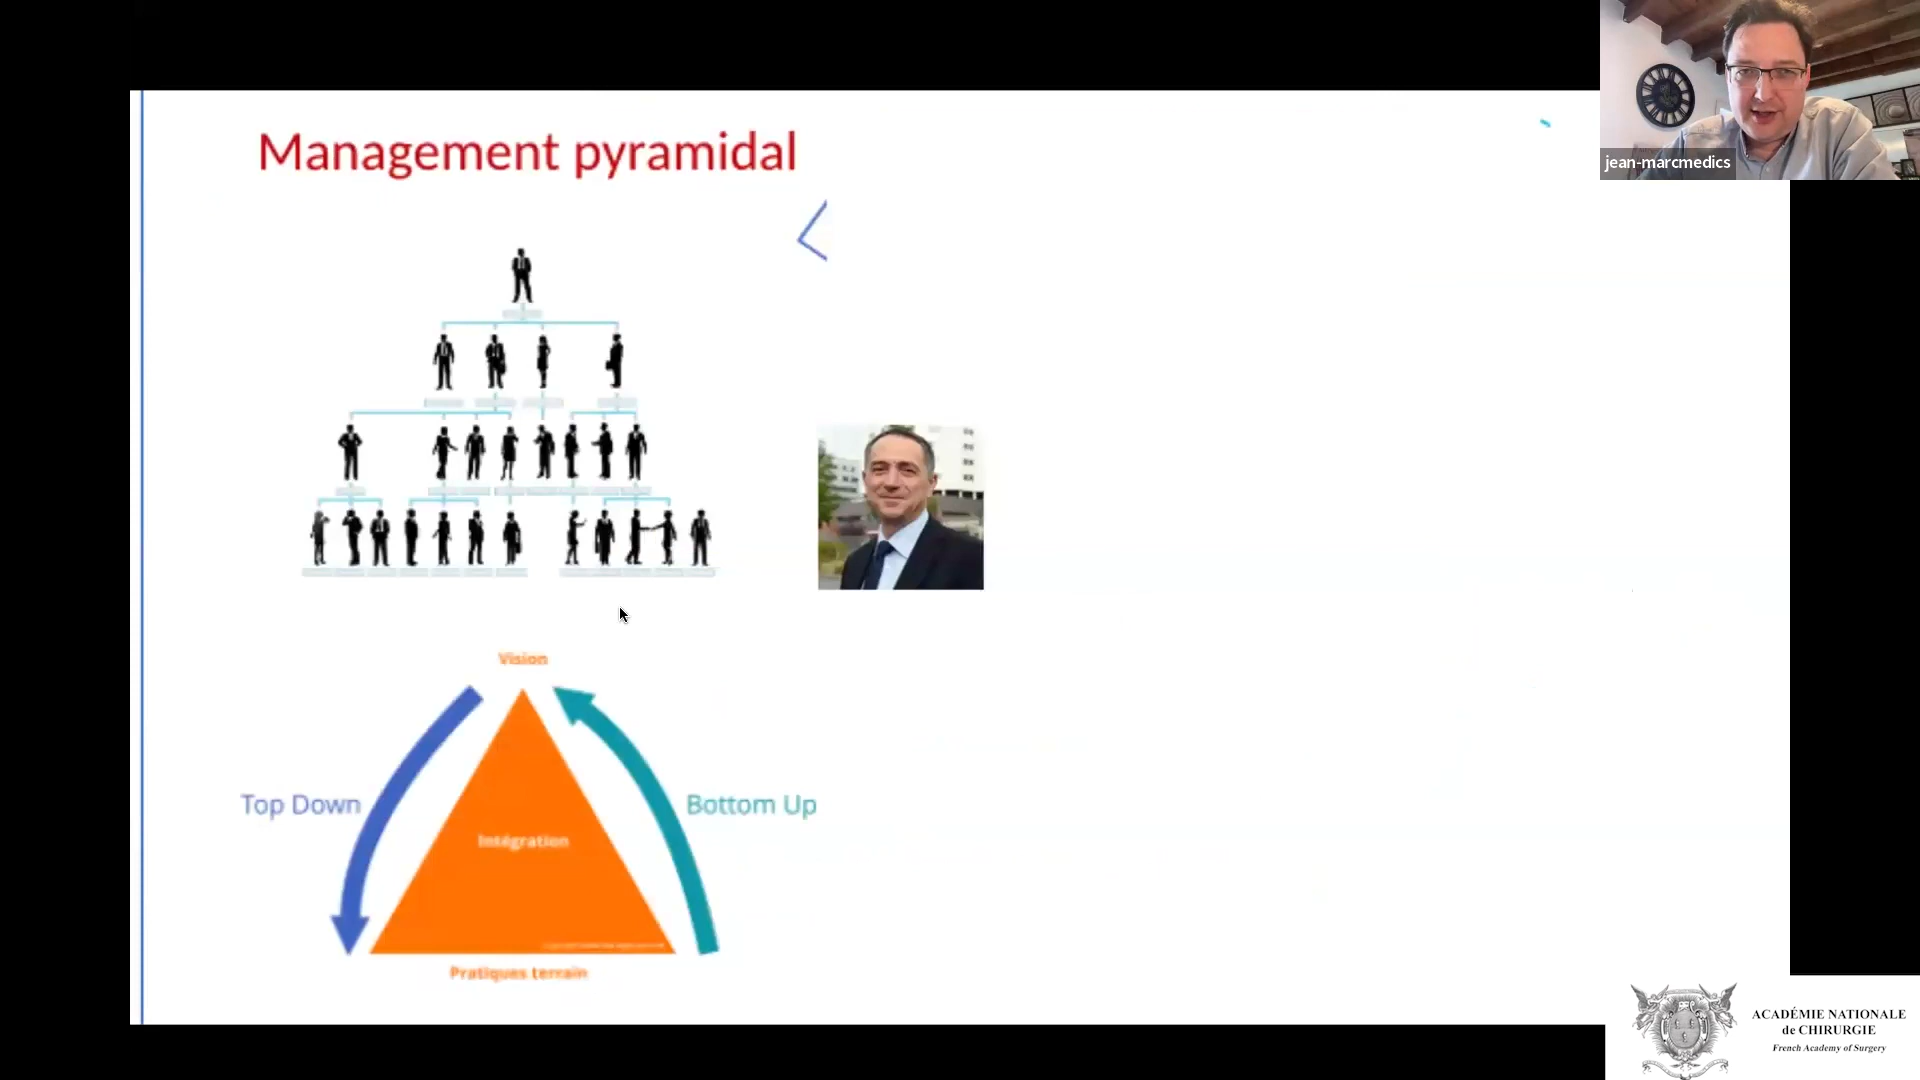 jean-marcmedics
Management pyramidal
Vision
Top Down
Bottom Up
Intégration
Pratiques terrain
ACADÉMIE NATIONALE
de CHIRURGIE
French Academy of Surgery